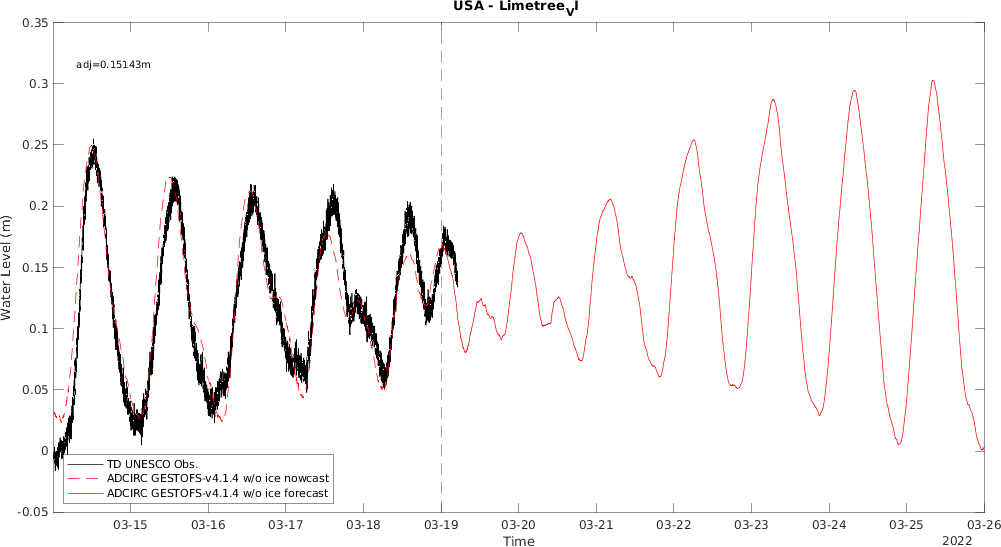 USA - Limetree_VI
0.35
adj=0.15143m
0.3
0.25
0.2
0.15
0.1
0.05
0
-0.05
Water Level (m)
TD UNESCO Obs.
ADCIRC GESTOFS-v4.1.4 w/o ice nowcast
ADCIRC GESTOFS-v4.1.4 w/o ice forecast
03-15 03-16 03-17 03-18 03-19 03-20 03-21 03-22 03-23 03-24 03-25 03-26
Time
2022